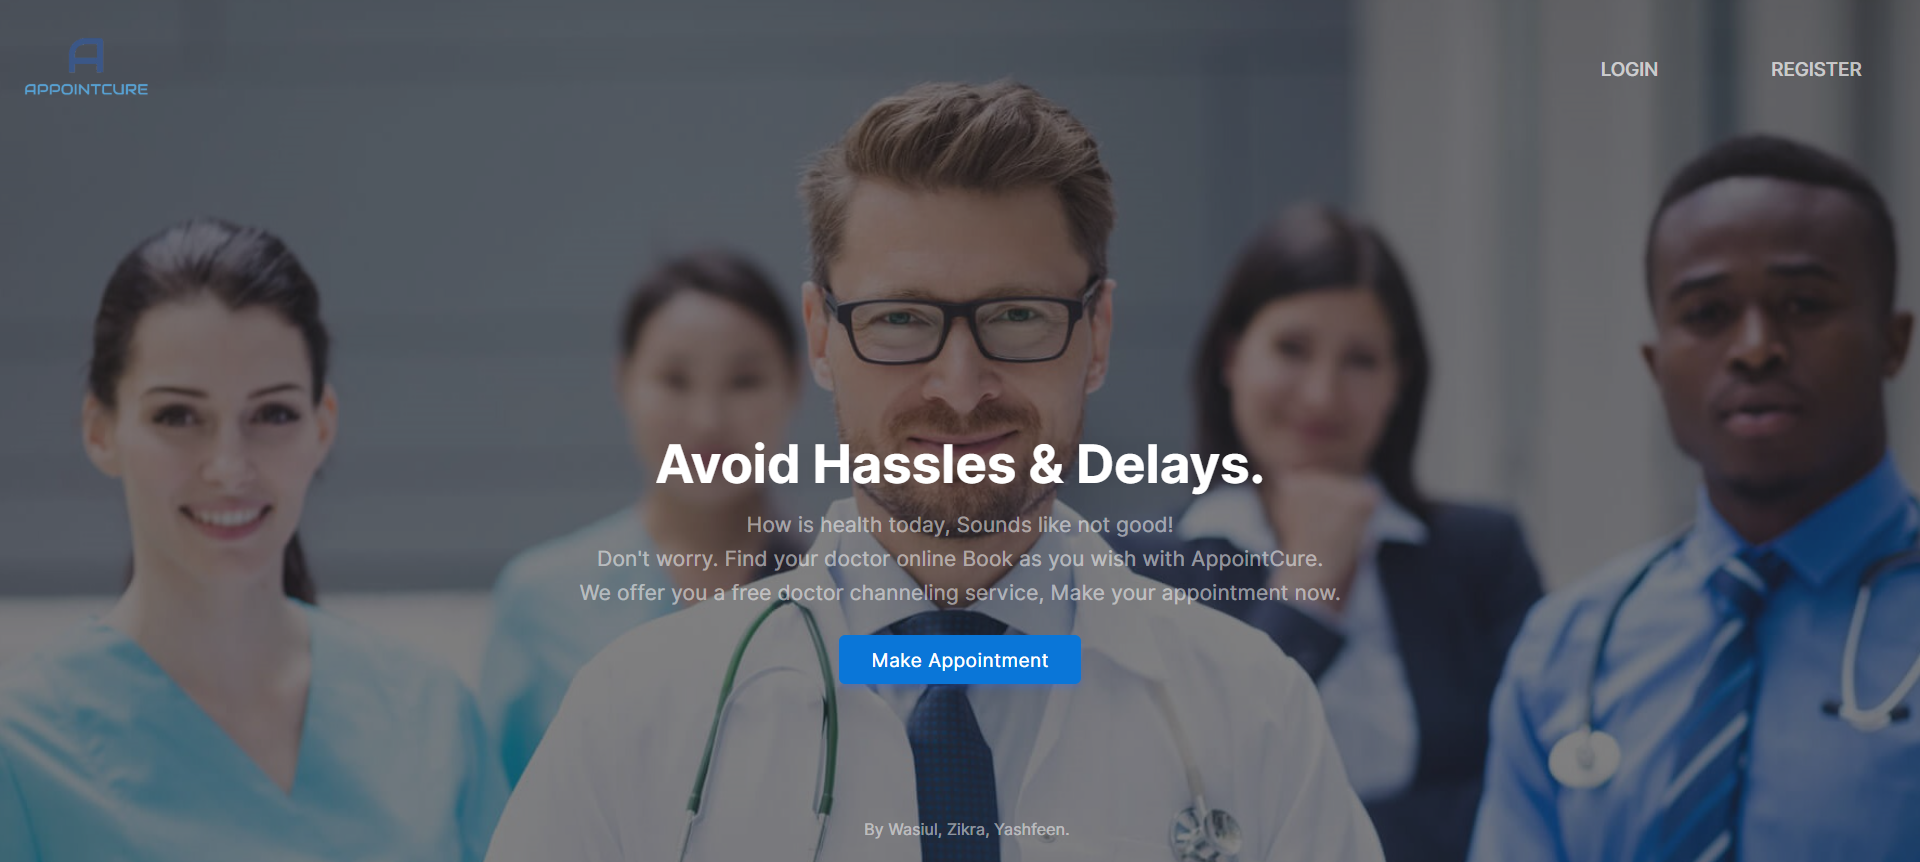 APPOINTCURE
LOGIN
REGISTER
Avoid Hassles & Delays.
How is health today, Sounds like not good!
Don't worry. Find your doctor online Book as you wish with AppointCure.
We offer you a free doctor channeling service, Make your appointment now.
Make Appointment
By Wasiul, Zikra, Yashfeen.